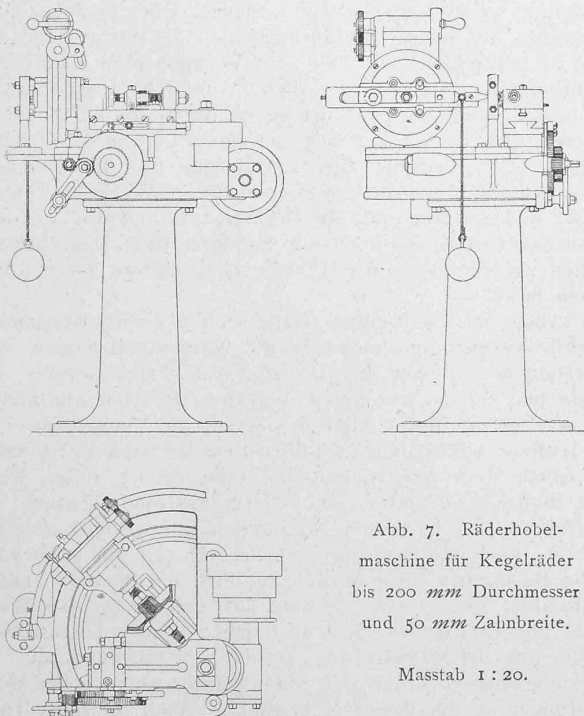 Abb. 7. Räderhobel-
maschine für Kegelräder
bis 200 mm Durchmesser
und 50 mm Zahnbreite.
Masstab 1 : 20.